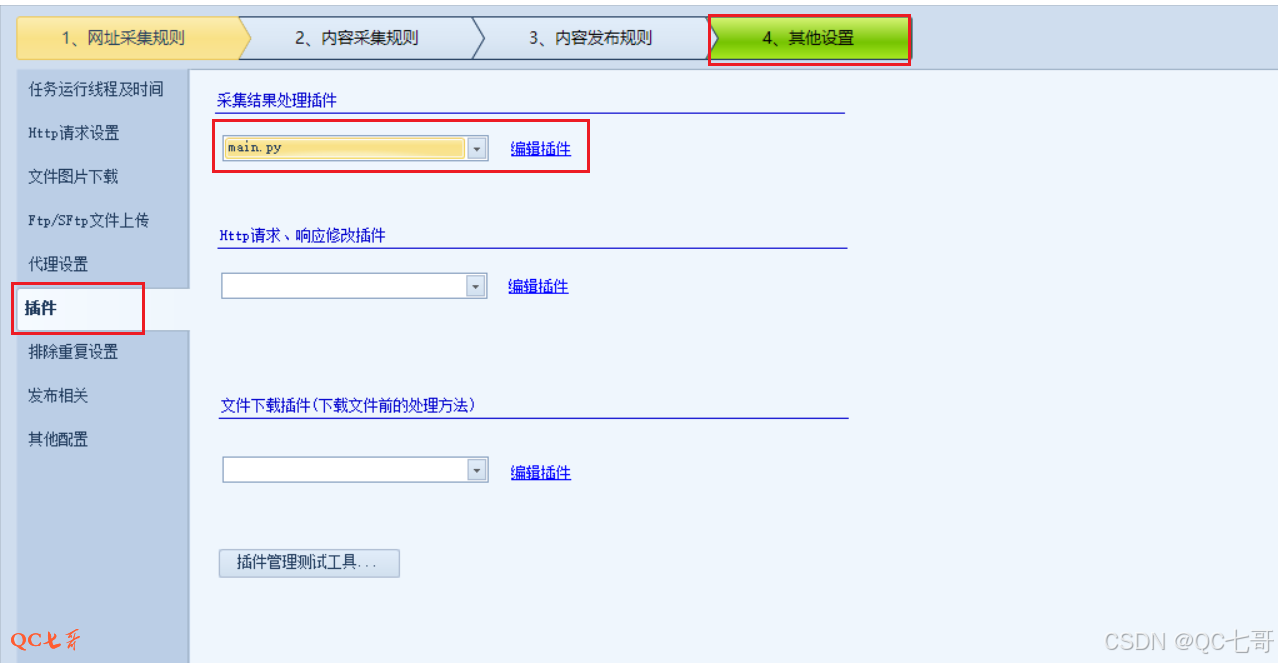 1、网址采集规则
2、内容采集规则
3、内容发布规则
4、其他设置
任务运行线程及时间
Http请求设置
文件图片下载
Ftp/SFtp文件上传
代理设置
插件
排除重复设置
发布相关
其他配置
采集结果处理插件
main.py 编辑插件
Http请求、响应修改插件
编辑插件
文件下载插件(下载文件前的处理方法)
编辑插件
插件管理测试工具...
QC七哥
CSDN @QC七哥